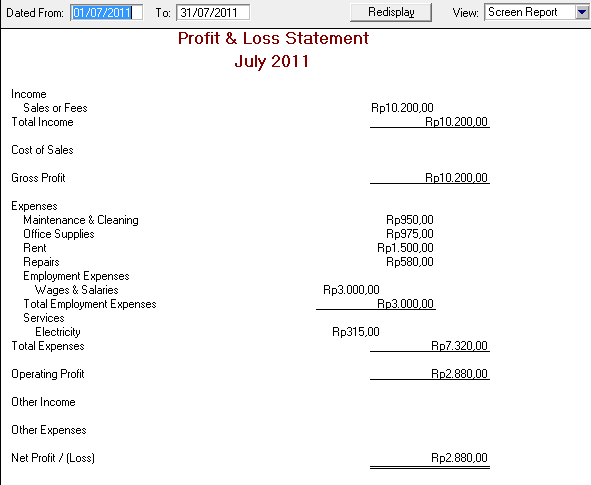 Dated From: 01/07/2011 To: 31/07/2011 Redisplay View: Screen Report
Profit & Loss Statement
July 2011
Income
Sales or Fees Rp10.200,00
Total Income Rp10.200,00
Cost of Sales
Gross Profit Rp10.200,00
Expenses
Maintenance & Cleaning Rp950,00
Office Supplies Rp975,00
Rent Rp1.500,00
Repairs Rp580,00
Employment Expenses
Wages & Salaries Rp3.000,00
Total Employment Expenses Rp3.000,00
Services
Electricity Rp315,00
Total Expenses Rp7.320,00
Operating Profit Rp2.880,00
Other Income
Other Expenses
Net Profit / (Loss) Rp2.880,00